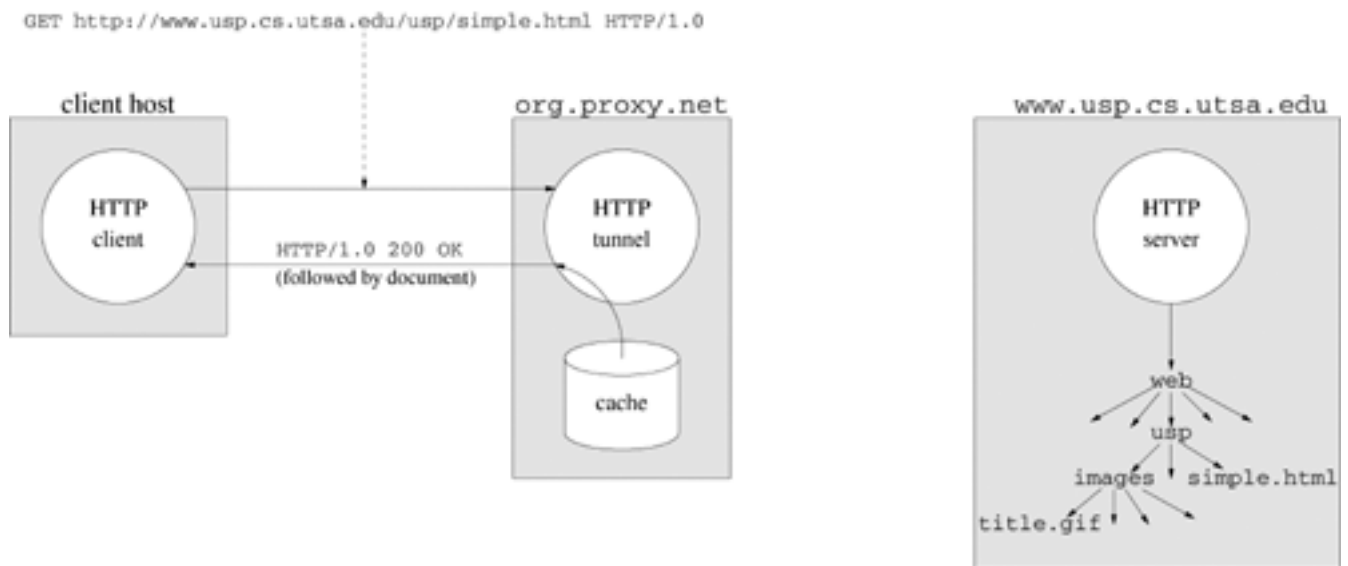 GET http://www.usp.cs.utsa.edu/usp/simple.html HTTP/1.0
client host
org.proxy.net
www.usp.cs.utsa.edu
HTTP
client
HTTP/1.0 200 OK
(followed by document)
HTTP
tunnel
cache
HTTP
server
web
usp
images
simple.html
title.gif